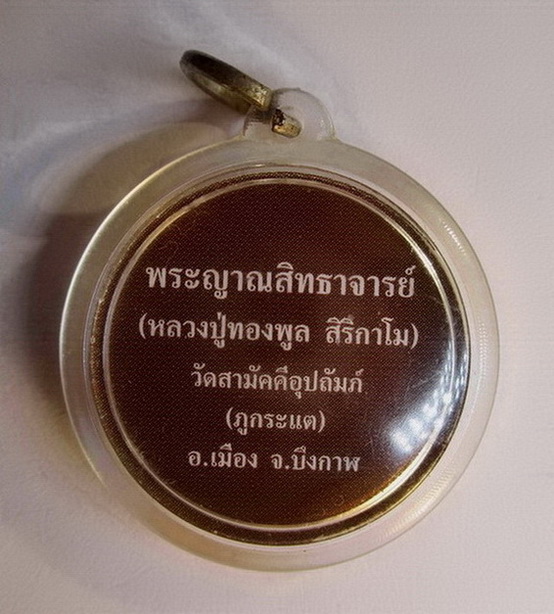 พระญาณสิทธาจารย์
(หลวงปู่ทองพูล สิริกาโม)
วัดสามัคคีอุปถัมภ์
(ภูกระแต)
อ.เมือง จ.บึงกาฬ